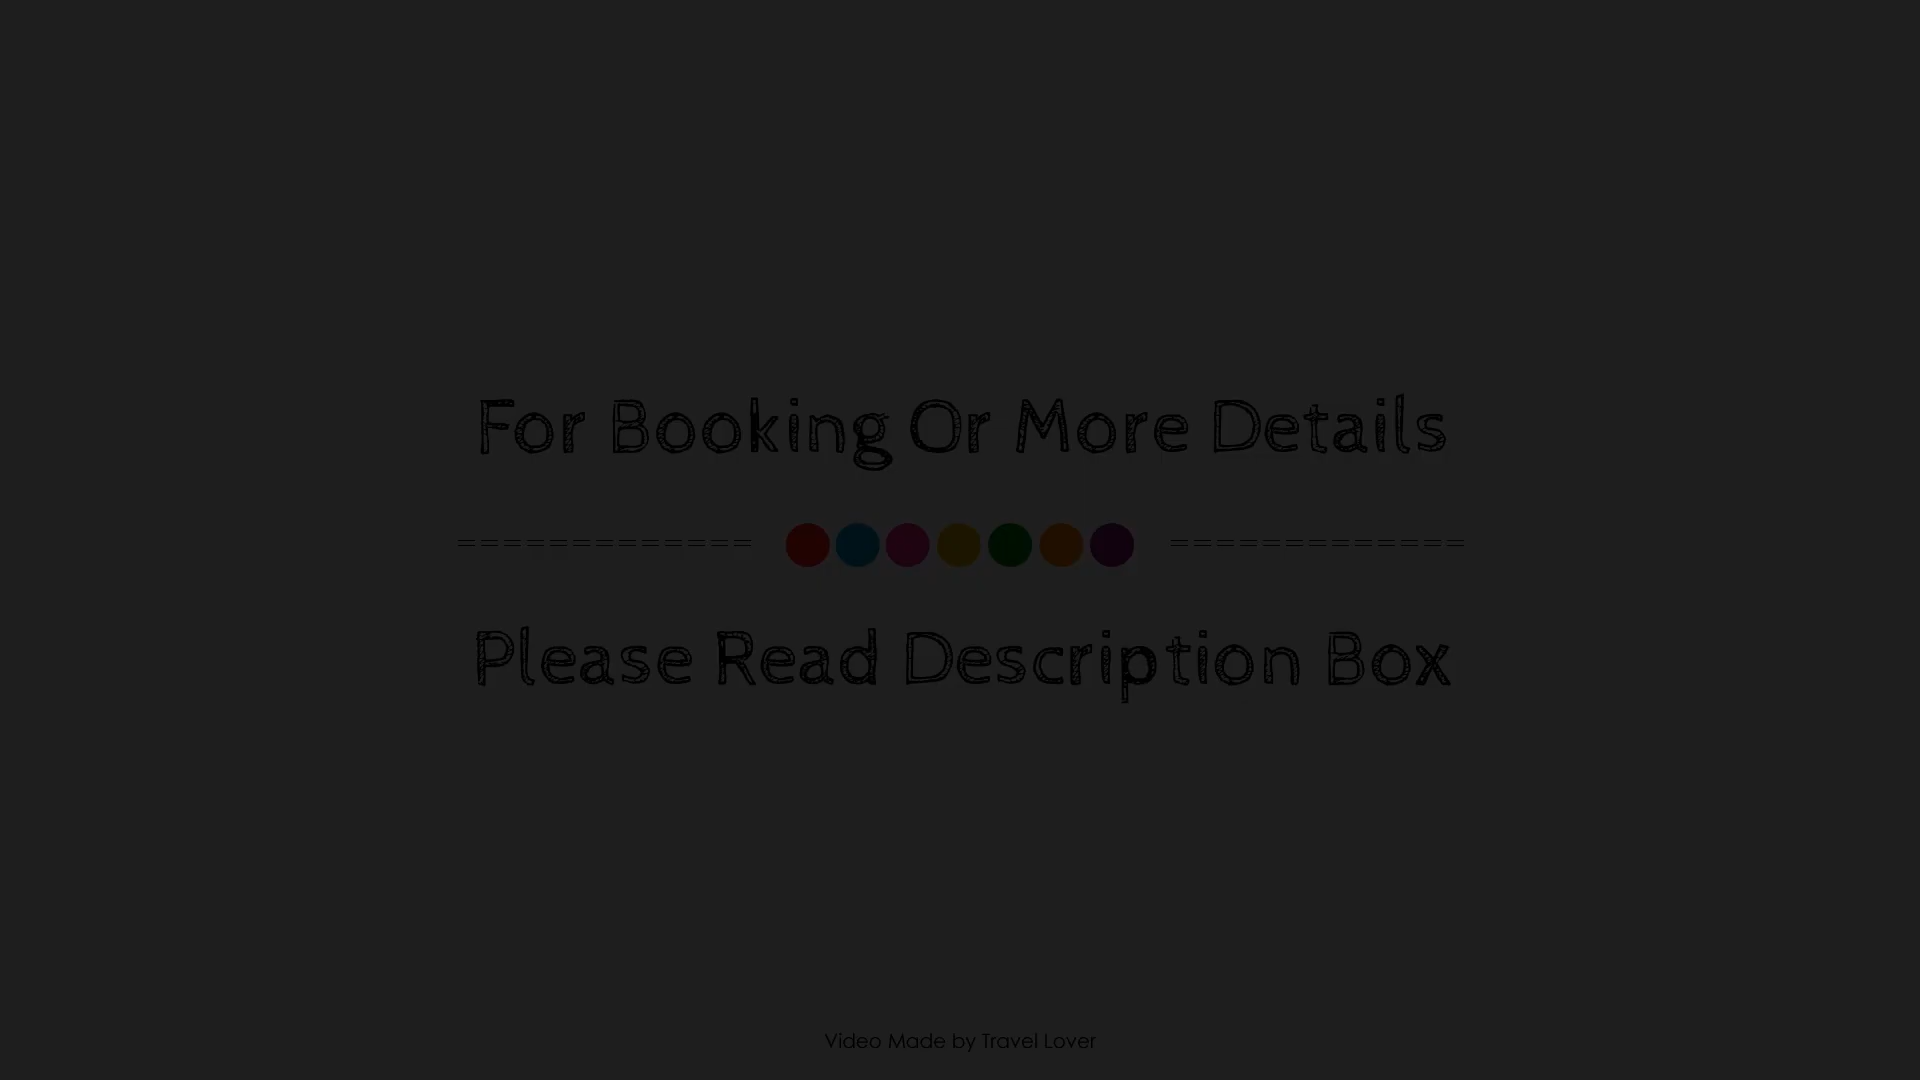 For Booking Or More Details
============= =============
Please Read Description Box
Video Made by Travel Lover